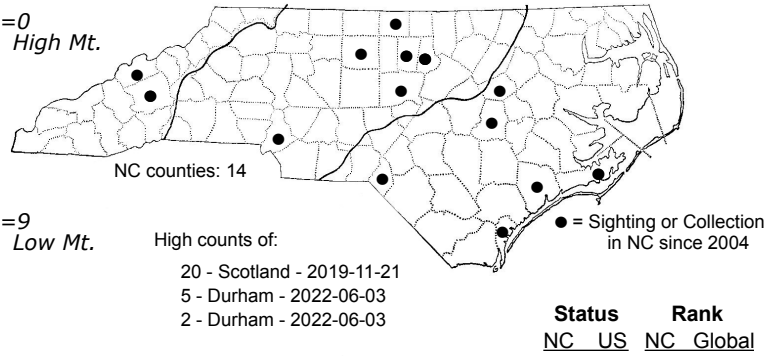 =0
High Mt.
NC counties: 14
=9
Low Mt.
High counts of:
20 - Scotland - 2019-11-21
5 - Durham - 2022-06-03
2 - Durham - 2022-06-03
● = Sighting or Collection
in NC since 2004
Status Rank
NC US NC Global